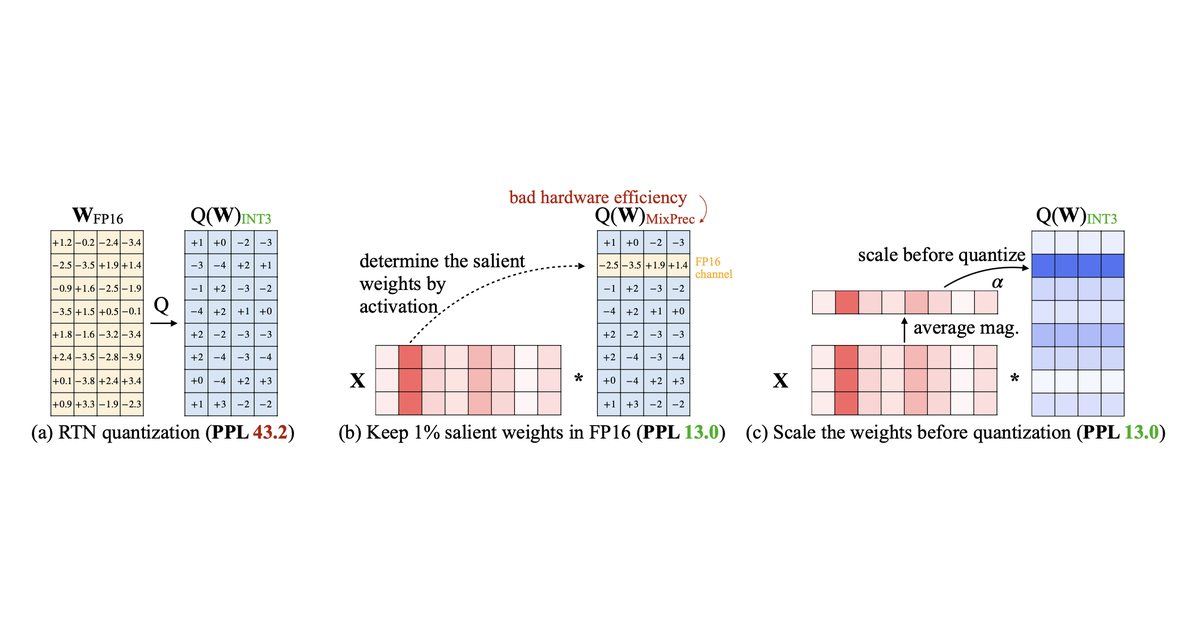 W_FP16
+1.2 −0.2 −2.4 −3.4
−2.5 −3.5 +1.9 +1.4
−0.9 +1.6 −2.5 −1.9
−3.5 +1.5 +0.5 −0.1
+1.8 −1.6 −3.2 −3.4
+2.4 −3.5 −2.8 −3.9
+0.1 −3.8 +2.4 +3.4
+0.9 +3.3 −1.9 −2.3
Q
Q(W)_INT3
+1 +0 −2 −3
−3 −4 +2 +1
−1 +2 −3 −2
−4 +2 +1 +0
+2 −2 −3 −3
+2 −4 −3 −4
+0 −4 +2 +3
+1 +3 −2 −2
(a) RTN quantization (PPL 43.2)
bad hardware efficiency
Q(W)_MixPrec
determine the salient
weights by
activation
X
*
+1 +0 −2 −3
−2.5 −3.5 +1.9 +1.4
FP16
channel
−1 +2 −3 −2
−4 +2 +1 +0
+2 −2 −3 −3
+2 −4 −3 −4
+0 −4 +2 +3
+1 +3 −2 −2
(b) Keep 1% salient weights in FP16 (PPL 13.0)
Q(W)_INT3
scale before quantize
α
average mag.
X
*
(c) Scale the weights before quantization (PPL 13.0)